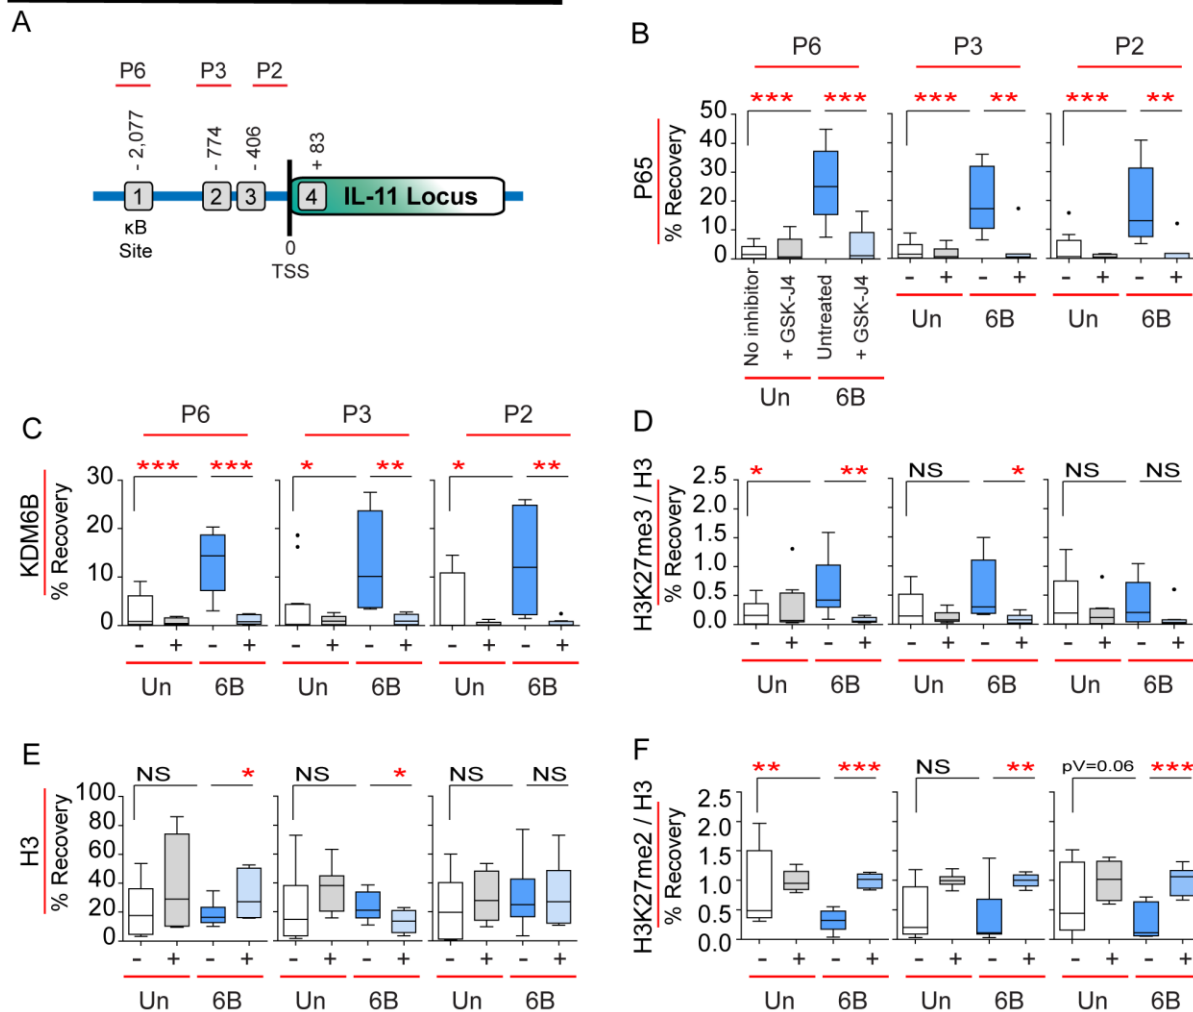 A
P6 P3 P2
- 2,077
- 774
- 406
+ 83
1 2 3 4 IL-11 Locus
κB
Site
0
TSS
B
P6 P3 P2
*** *** *** ** *** **
P65
% Recovery
50
40
30
20
10
0
No inhibitor
+ GSK-J4
Untreated
+ GSK-J4
- + - + - + - +
Un 6B Un 6B Un 6B
C
P6 P3 P2
*** *** * ** * **
KDM6B
% Recovery
30
20
10
0
- + - + - + - + - + - +
Un 6B Un 6B Un 6B
D
* ** NS * NS NS
H3K27me3 / H3
% Recovery
2.5
2.0
1.5
1.0
0.5
0.0
- + - + - + - + - + - +
Un 6B Un 6B Un 6B
E
NS * NS * NS NS
H3
% Recovery
100
80
60
40
20
0
- + - + - + - + - + - +
Un 6B Un 6B Un 6B
F
** *** NS ** pV=0.06 ***
H3K27me2 / H3
% Recovery
2.5
2.0
1.5
1.0
0.5
0.0
- + - + - + - + - + - +
Un 6B Un 6B Un 6B